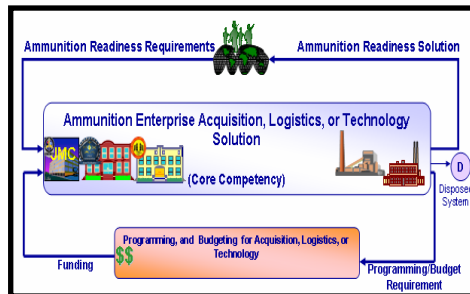 Ammunition Readiness Requirements
Ammunition Readiness Solution
Ammunition Enterprise Acquisition, Logistics, or Technology
Solution
JMC
(Core Competency)
D
Disposed
System
Programming, and Budgeting for Acquisition, Logistics, or
Technology
$$
Funding
Programming/Budget
Requirement